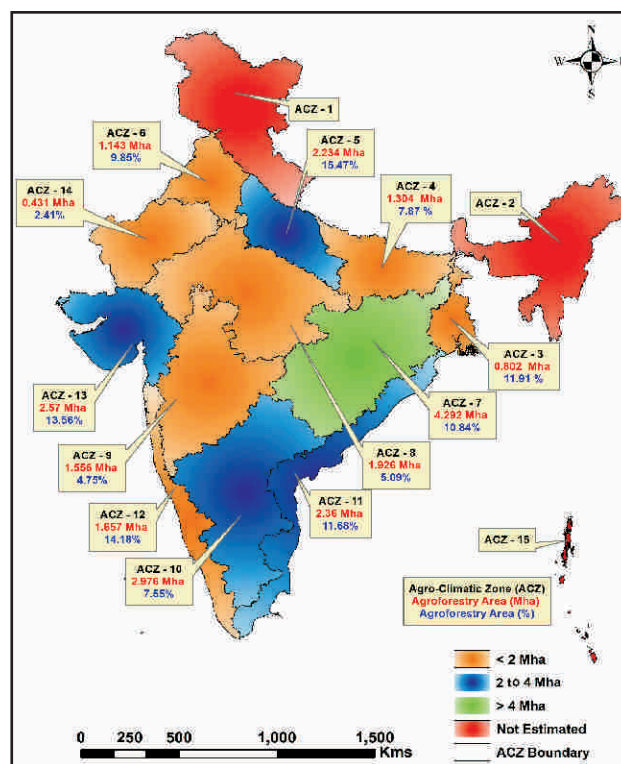 N
W
E
S
ACZ - 1
ACZ - 6
1.143 Mha
9.85%
ACZ - 5
2.234 Mha
15.47%
ACZ - 14
0.431 Mha
2.41%
ACZ - 4
1.304 Mha
7.87 %
ACZ - 2
ACZ - 3
0.802 Mha
11.91 %
ACZ - 13
2.57 Mha
13.56%
ACZ - 7
4.292 Mha
10.84%
ACZ - 9
1.556 Mha
4.75%
ACZ - 8
1.926 Mha
5.09%
ACZ - 12
1.657 Mha
14.18%
ACZ - 11
2.36 Mha
11.68%
ACZ - 15
ACZ - 10
2.976 Mha
7.55%
Agro-Climatic Zone (ACZ)
Agroforestry Area (Mha)
Agroforestry Area (%)
< 2 Mha
2 to 4 Mha
> 4 Mha
Not Estimated
ACZ Boundary
0 250 500 1,000 1,500
Kms